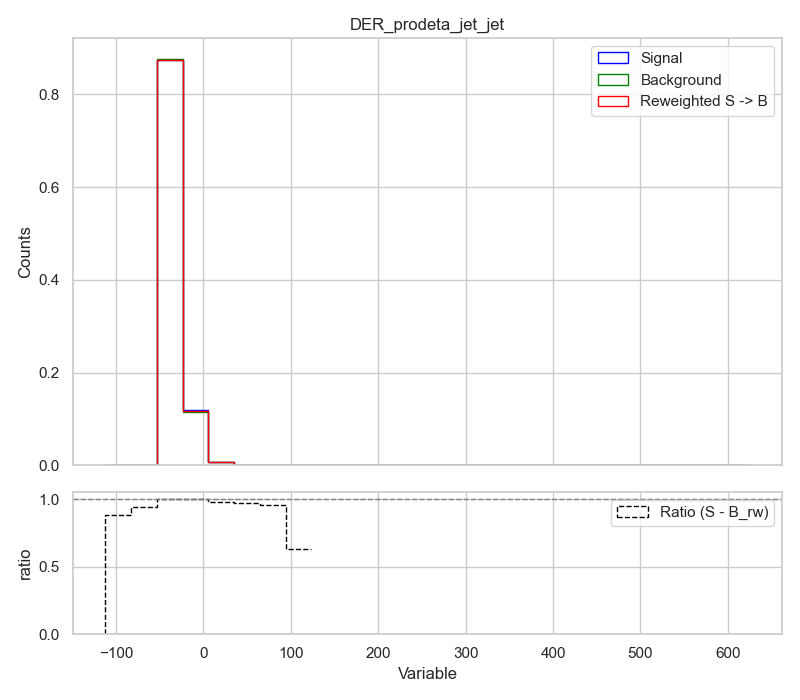 DER_prodeta_jet_jet
Signal
Background
Reweighted S -> B
0.8
0.6
0.4
0.2
0.0
Counts
Ratio (S - B_rw)
1.0
0.5
0.0
ratio
−100 0 100 200 300 400 500 600
Variable